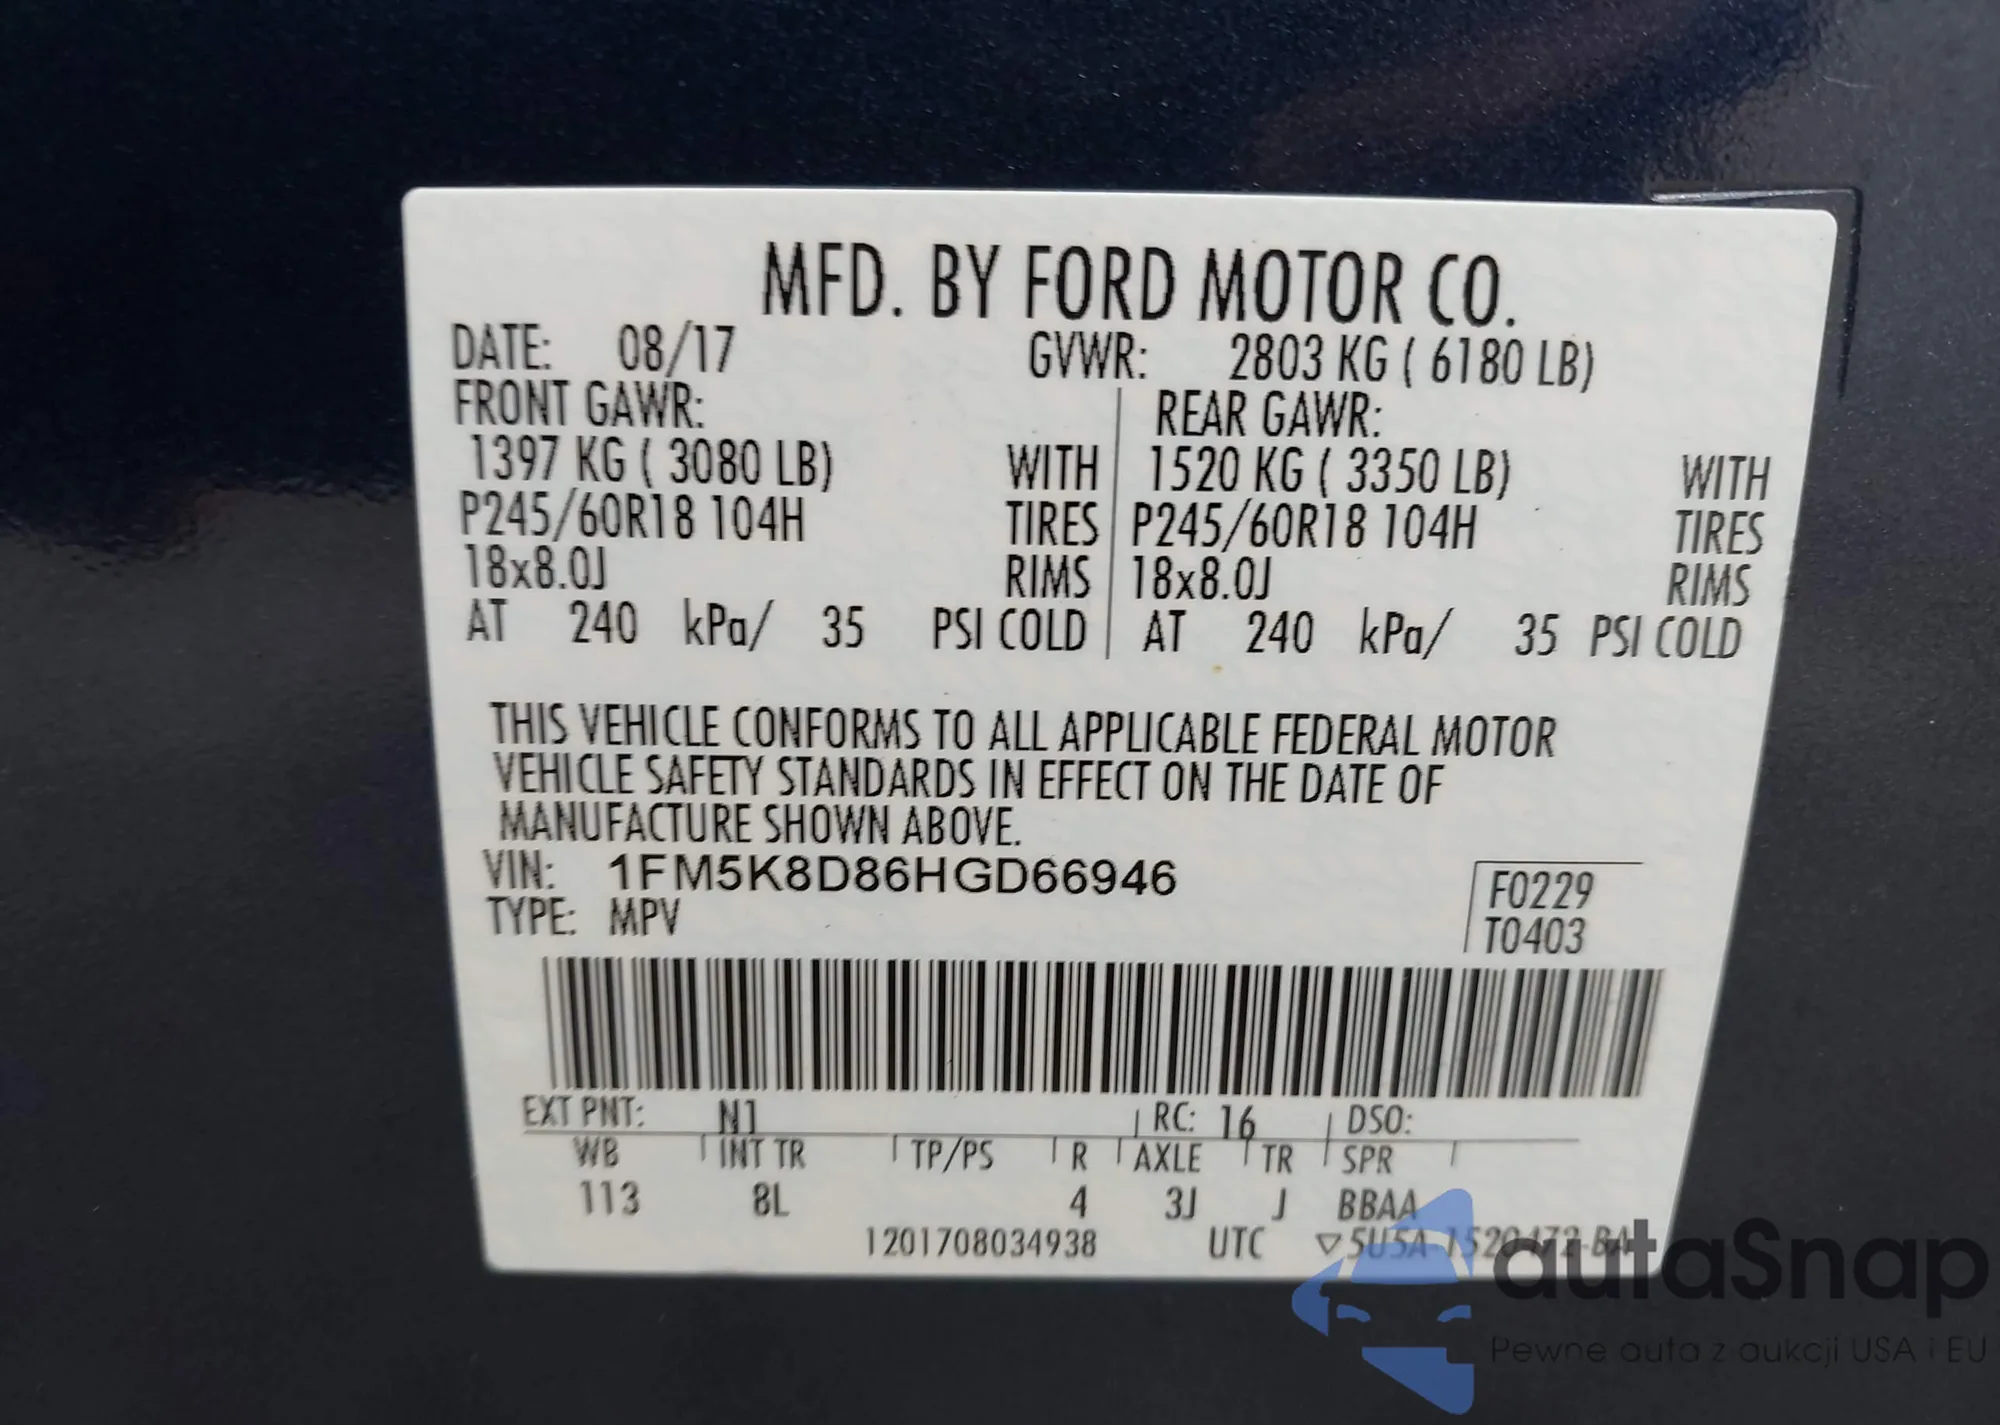 MFD. BY FORD MOTOR CO.
DATE: 08/17 GVWR: 2803 KG ( 6180 LB)
FRONT GAWR: REAR GAWR:
1397 KG ( 3080 LB) WITH 1520 KG ( 3350 LB) WITH
P245/60R18 104H TIRES P245/60R18 104H TIRES
18x8.0J RIMS 18x8.0J RIMS
AT 240 kPa/ 35 PSI COLD AT 240 kPa/ 35 PSI COLD
THIS VEHICLE CONFORMS TO ALL APPLICABLE FEDERAL MOTOR
VEHICLE SAFETY STANDARDS IN EFFECT ON THE DATE OF
MANUFACTURE SHOWN ABOVE.
VIN: 1FM5K8D86HGD66946 F0229
TYPE: MPV T0403
EXT PNT: N1 RC: 16 DSO:
WB INT TR TP/PS R AXLE TR SPR
113 8L 4 3J J BBAA
1201708034938 UTC ▽5U5A-1520472-BA
autaSnap
Pewne auta z aukcji USA i EU